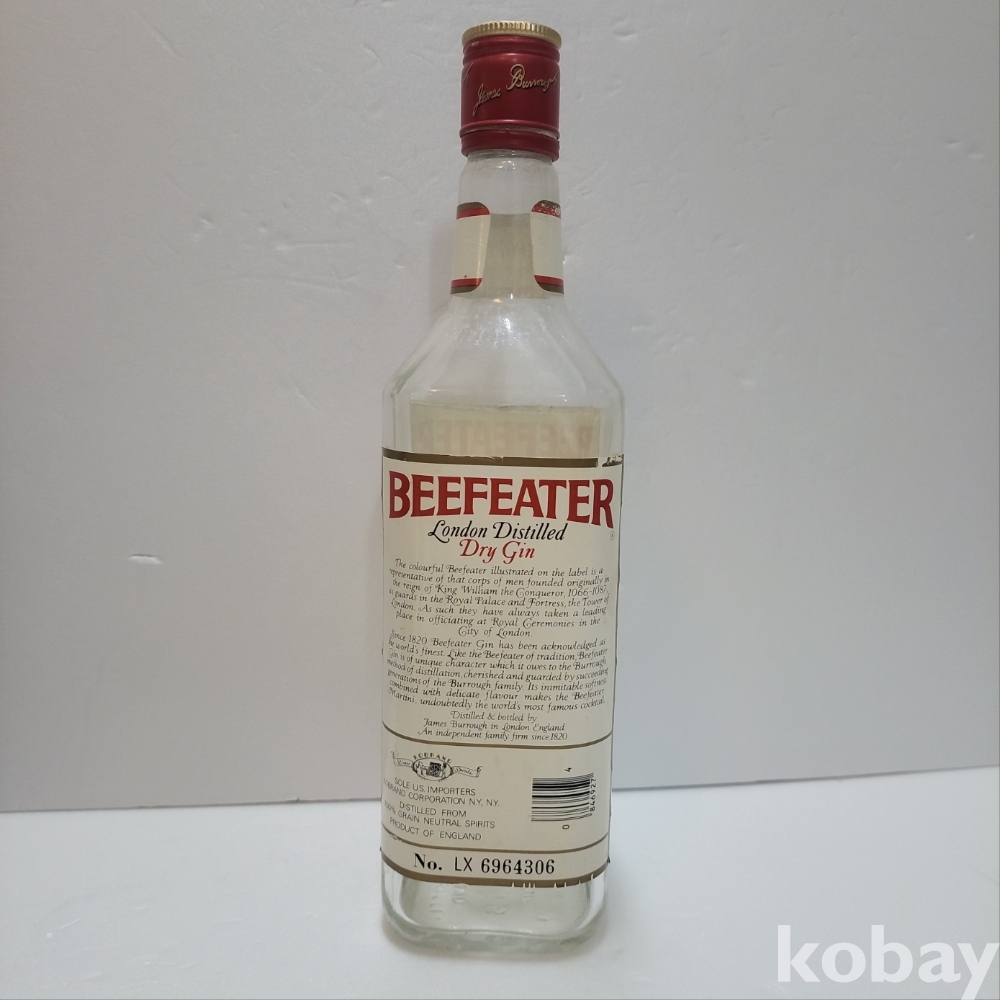 James Burrough
BEEFEATER
BEEFEATER®
London Distilled
Dry Gin
The colourful Beefeater illustrated on the label is a
representative of that corps of men founded originally in
the reign of King William the Conqueror, 1066-1087,
as guards in the Royal Palace and Fortress, the Tower of
London. As such they have always taken a leading
place in officiating at Royal Ceremonies in the
City of London.
Since 1820 Beefeater Gin has been acknowledged as
the world's finest. Like the Beefeater of tradition, Beefeater
Gin is of unique character which it owes to the Burrough
method of distillation, cherished and guarded by succeeding
generations of the Burrough family. Its inimitable softness
combined with delicate flavour makes the Beefeater
Martini, undoubtedly the world's most famous cocktail.
Distilled & bottled by
James Burrough in London England
An independent family firm since 1820
KOBRAND
SOLE U.S. IMPORTERS
KOBRAND CORPORATION N.Y. N.Y.
DISTILLED FROM
100% GRAIN NEUTRAL SPIRITS
PRODUCT OF ENGLAND
0 846927 4
No. LX 6964306
kobay